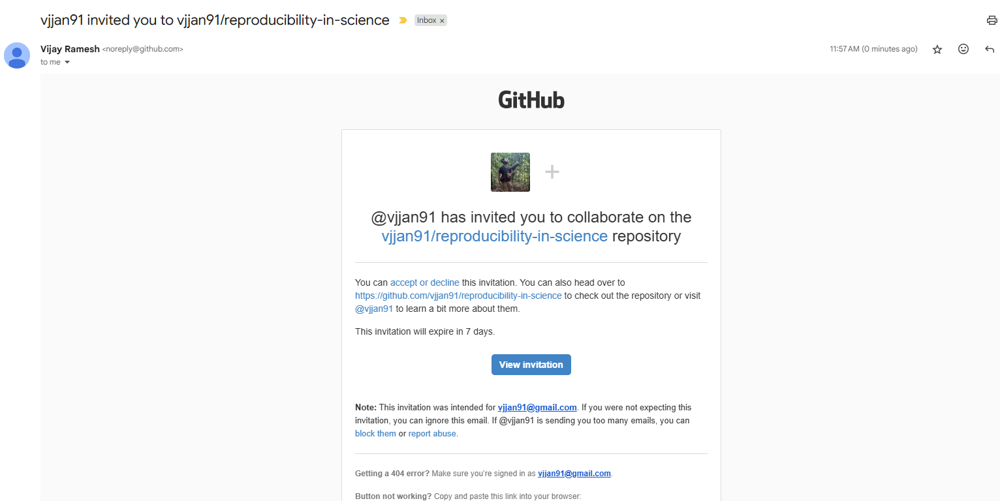 vjjan91 invited you to vjjan91/reproducibility-in-science
Inbox ×
Vijay Ramesh <noreply@github.com>
11:57 AM (0 minutes ago)
to me
GitHub
@vjjan91 has invited you to collaborate on the
vjjan91/reproducibility-in-science repository
You can accept or decline this invitation. You can also head over to
https://github.com/vjjan91/reproducibility-in-science to check out the repository or visit
@vjjan91 to learn a bit more about them.
This invitation will expire in 7 days.
View invitation
Note: This invitation was intended for vjjan91@gmail.com. If you were not expecting this
invitation, you can ignore this email. If @vjjan91 is sending you too many emails, you can
block them or report abuse.
Getting a 404 error? Make sure you're signed in as vjjan91@gmail.com.
Button not working? Copy and paste this link into your browser: